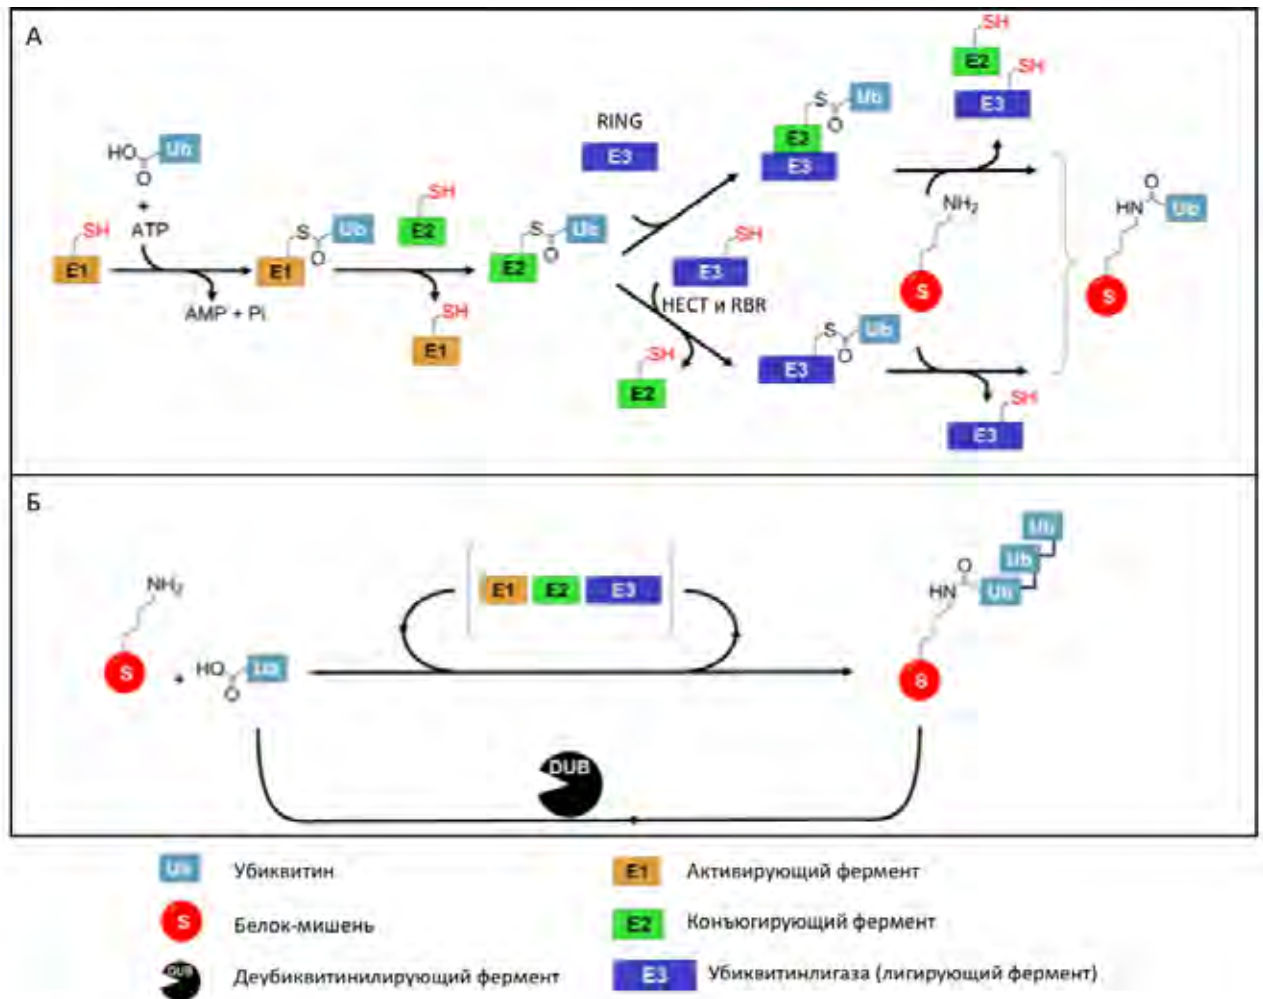 А
SH
E2
SH
E3
RING
E3
S
Ub
O
E2
E3
HO
Ub
O
+
ATP
SH
E1
AMP + Pi
S
Ub
O
E1
SH
E2
SH
E1
S
Ub
O
E2
SH
E3
HECT и RBR
SH
E2
S
Ub
O
E3
NH2
S
SH
E3
O
HN
Ub
S
Б
NH2
S
+
HO
Ub
O
E1 E2 E3
Ub
Ub
O
HN
Ub
S
DUB
Ub Убиквитин
E1 Активирующий фермент
S Белок-мишень
E2 Конъюгирующий фермент
DUB Деубиквитинилирующий фермент
E3 Убиквитинлигаза (лигирующий фермент)